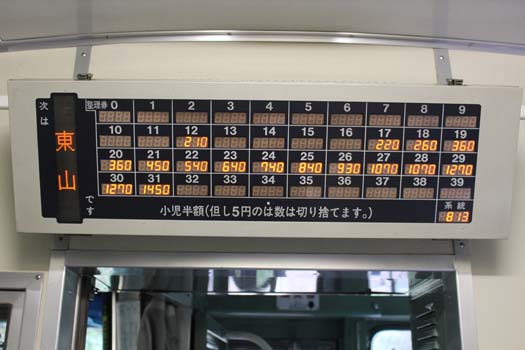 次は 東山 です
整理券 0 1 2 3 4 5 6 7 8 9
10 11 12 13 14 15 16 17 18 19
210 220 260 360
20 21 22 23 24 25 26 27 28 29
360 450 540 640 740 840 930 1070 1070 1270
30 31 32 33 34 35 36 37 38 39
1270 1450
系統
小児半額(但し5円のは数は切り捨てます。) 813